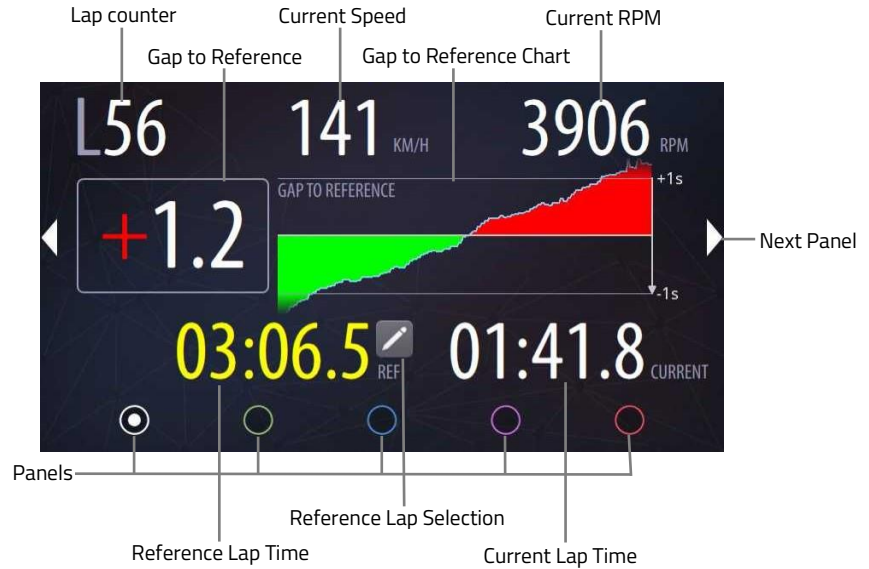 Lap counter
Current Speed
Current RPM
Gap to Reference
Gap to Reference Chart
L56
141 KM/H
3906 RPM
GAP TO REFERENCE
+1s
+1.2
Next Panel
-1s
03:06.5 REF
01:41.8 CURRENT
Panels
Reference Lap Selection
Reference Lap Time
Current Lap Time